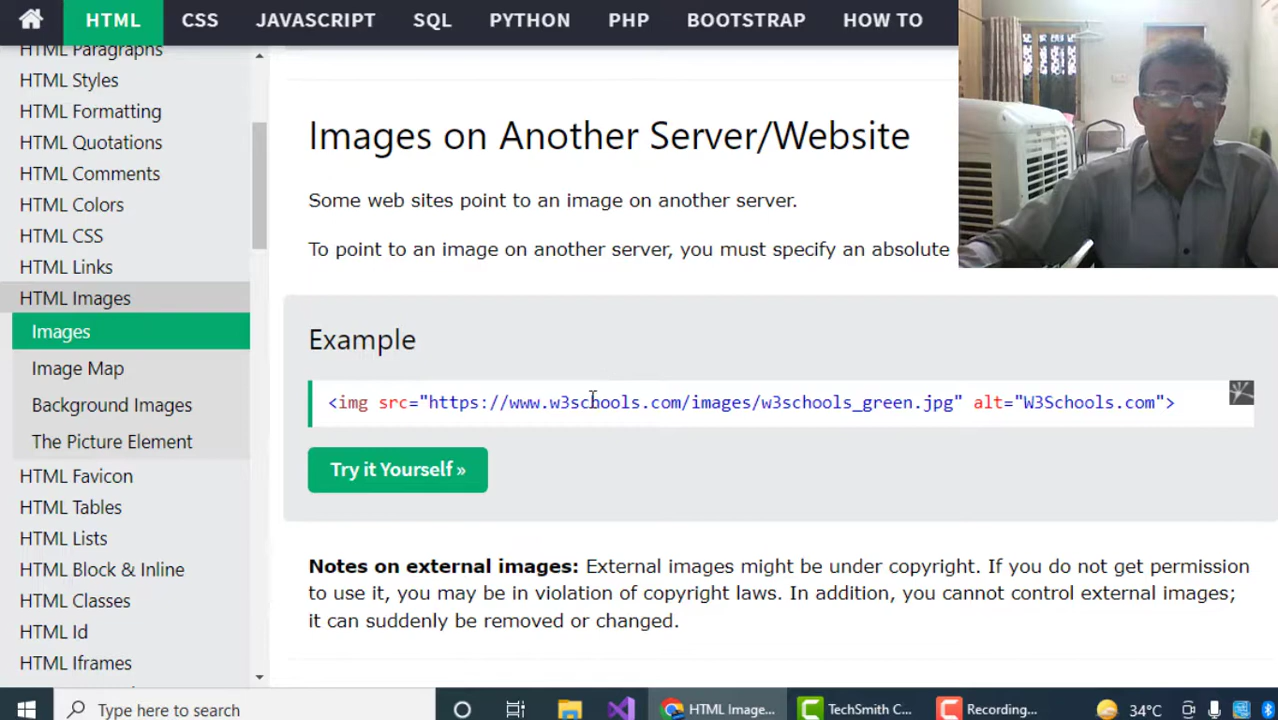 HTML CSS JAVASCRIPT SQL PYTHON PHP BOOTSTRAP HOW TO
HTML Paragraphs
HTML Styles
HTML Formatting
HTML Quotations
HTML Comments
HTML Colors
HTML CSS
HTML Links
HTML Images
Images
Image Map
Background Images
The Picture Element
HTML Favicon
HTML Tables
HTML Lists
HTML Block & Inline
HTML Classes
HTML Id
HTML Iframes
Images on Another Server/Website
Some web sites point to an image on another server.
To point to an image on another server, you must specify an absolute
Example
<img src="https://www.w3schools.com/images/w3schools_green.jpg" alt="W3Schools.com">
Try it Yourself »
Notes on external images: External images might be under copyright. If you do not get permission
to use it, you may be in violation of copyright laws. In addition, you cannot control external images;
it can suddenly be removed or changed.
Type here to search
HTML Image...
TechSmith C...
Recording...
34°C